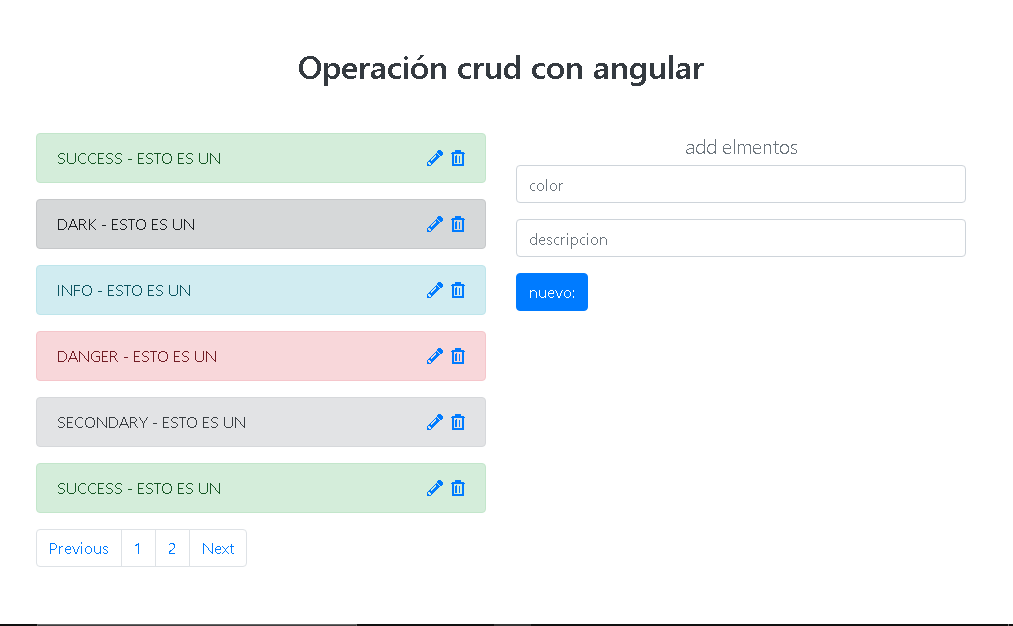 Operación crud con angular
SUCCESS - ESTO ES UN
DARK - ESTO ES UN
INFO - ESTO ES UN
DANGER - ESTO ES UN
SECONDARY - ESTO ES UN
SUCCESS - ESTO ES UN
Previous 1 2 Next
add elmentos
color
descripcion
nuevo: